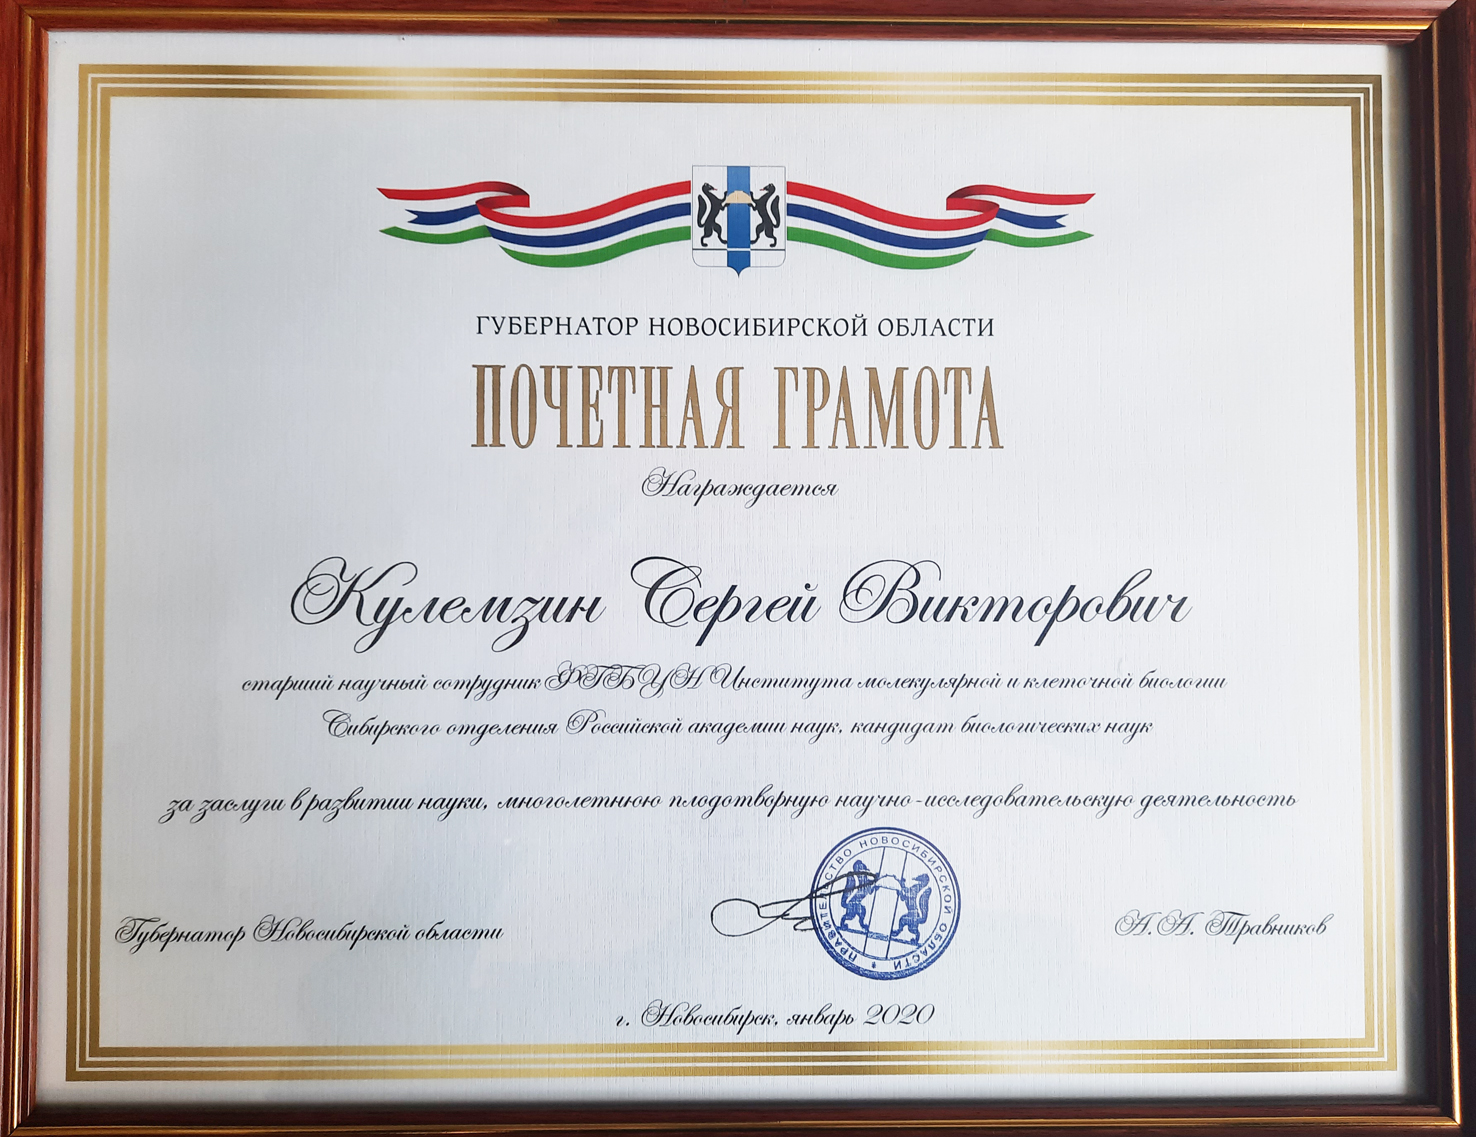 ГУБЕРНАТОР НОВОСИБИРСКОЙ ОБЛАСТИ
ПОЧЕТНАЯ ГРАМОТА
Награждается
Кулемзин Сергей Викторович
старший научный сотрудник ФГБУН Института молекулярной и клеточной биологии
Сибирского отделения Российской академии наук, кандидат биологических наук
за заслуги в развитии науки, многолетнюю плодотворную научно-исследовательскую деятельность
Губернатор Новосибирской области
ПРАВИТЕЛЬСТВО НОВОСИБИРСКОЙ ОБЛАСТИ *
А.А. Травников
г. Новосибирск, январь 2020